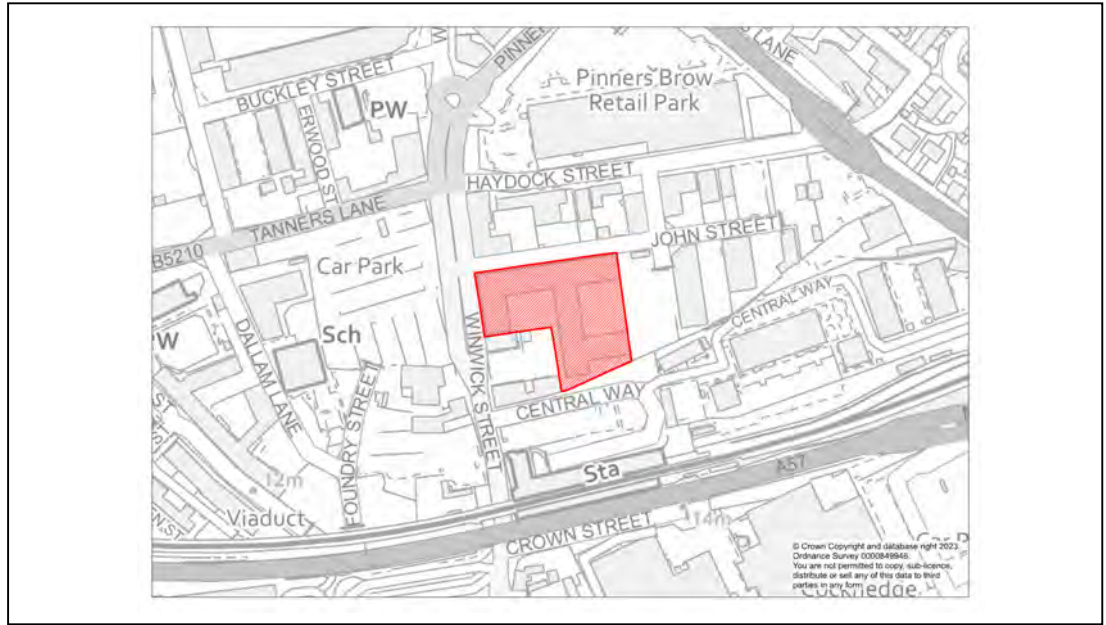 BUCKLEY STREET
PW
ERWOOD ST
PINNE
S LANE
Pinners Brow
Retail Park
HAYDOCK STREET
TANNERS LANE
B5210
JOHN STREET
Car Park
CENTRAL WAY
Sch
WINWICK STREET
DALLAM LANE
FOUNDRY STREET
CENTRAL WAY
Sta
A57
12m
Viaduct
14m
CROWN STREET
© Crown Copyright and database right 2023.
Ordnance Survey 0000849946.
You are not permitted to copy, sub-licence,
distribute or sell any of this data to third
parties in any form.